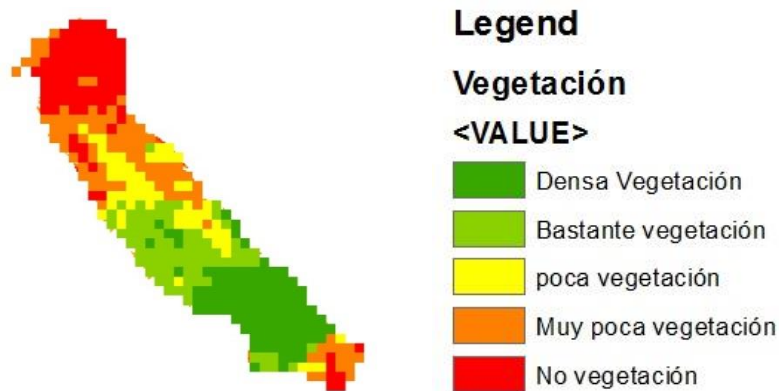 Legend
Vegetación
<VALUE>
Densa Vegetación
Bastante vegetación
poca vegetación
Muy poca vegetación
No vegetación